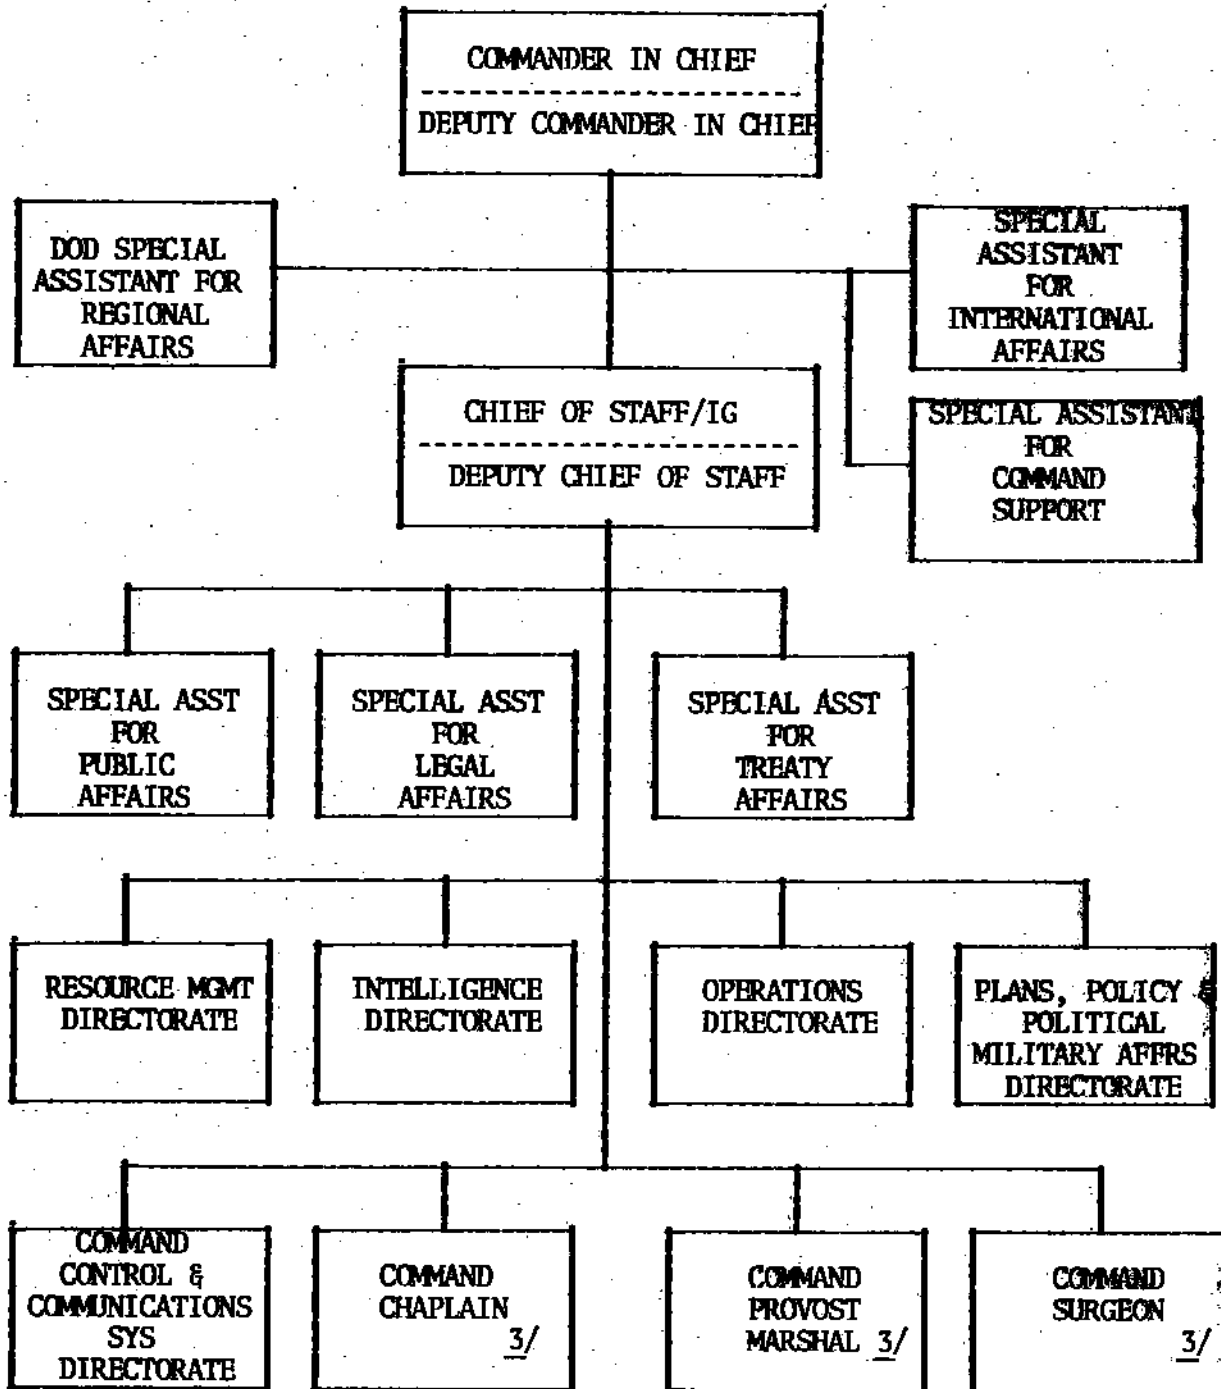 COMMANDER IN CHIEF
DEPUTY COMMANDER IN CHIEF
DOD SPECIAL
ASSISTANT FOR
REGIONAL
AFFAIRS
SPECIAL
ASSISTANT
FOR
INTERNATIONAL
AFFAIRS
CHIEF OF STAFF/IG
DEPUTY CHIEF OF STAFF
SPECIAL ASSISTANT
FOR
COMMAND
SUPPORT
SPECIAL ASST
FOR
PUBLIC
AFFAIRS
SPECIAL ASST
FOR
LEGAL
AFFAIRS
SPECIAL ASST
FOR
TREATY
AFFAIRS
RESOURCE MGMT
DIRECTORATE
INTELLIGENCE
DIRECTORATE
OPERATIONS
DIRECTORATE
PLANS, POLICY &
POLITICAL
MILITARY AFFRS
DIRECTORATE
COMMAND
CONTROL &
COMMUNICATIONS
SYS
DIRECTORATE
COMMAND
CHAPLAIN
3/
COMMAND
PROVOST
MARSHAL 3/
COMMAND
SURGEON
3/